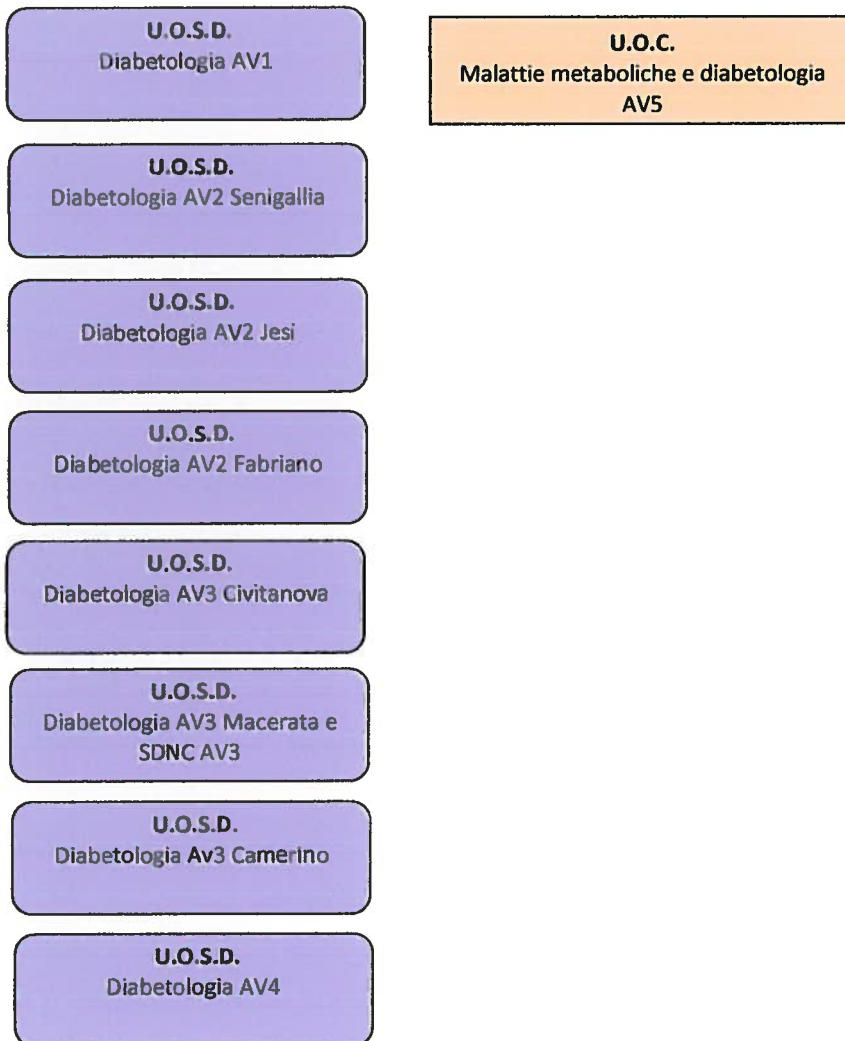 U.O.S.D.
Diabetologia AV1
U.O.S.D.
Diabetologia AV2 Senigallia
U.O.S.D.
Diabetologia AV2 Jesi
U.O.S.D.
Diabetologia AV2 Fabriano
U.O.S.D.
Diabetologia AV3 Civitanova
U.O.S.D.
Diabetologia AV3 Macerata e
SDNC AV3
U.O.S.D.
Diabetologia Av3 Camerino
U.O.S.D.
Diabetologia AV4
U.O.C.
Malattie metaboliche e diabetologia
AV5